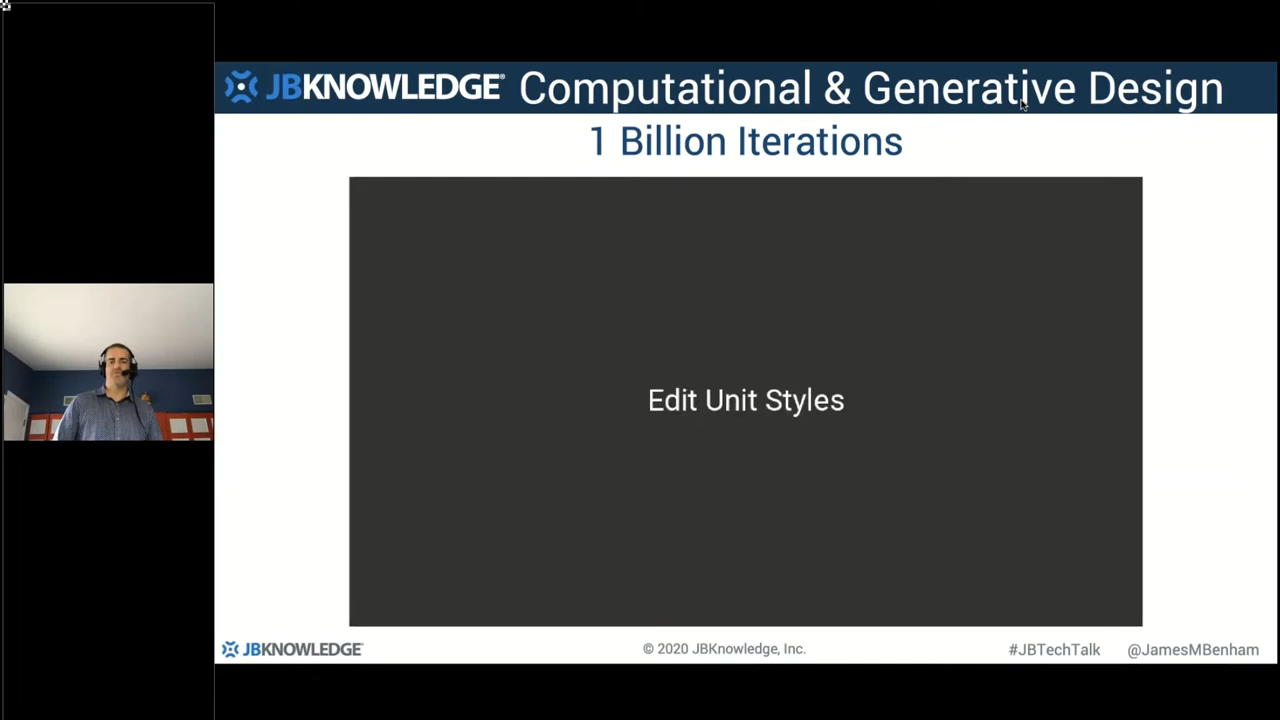 JBKNOWLEDGE® Computational & Generative Design
1 Billion Iterations
Edit Unit Styles
JBKNOWLEDGE © 2020 JBKnowledge, Inc. #JBTechTalk @JamesMBenham